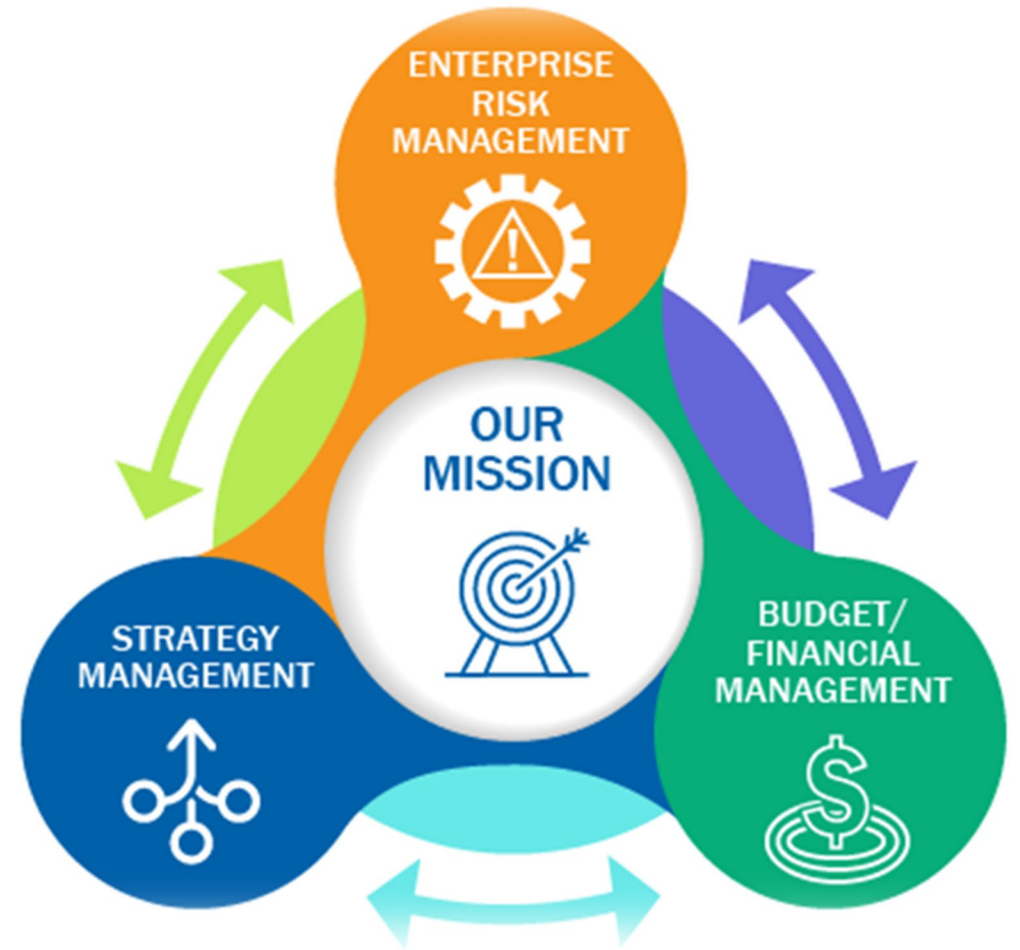 ENTERPRISE
RISK
MANAGEMENT
OUR
MISSION
STRATEGY
MANAGEMENT
BUDGET/
FINANCIAL
MANAGEMENT